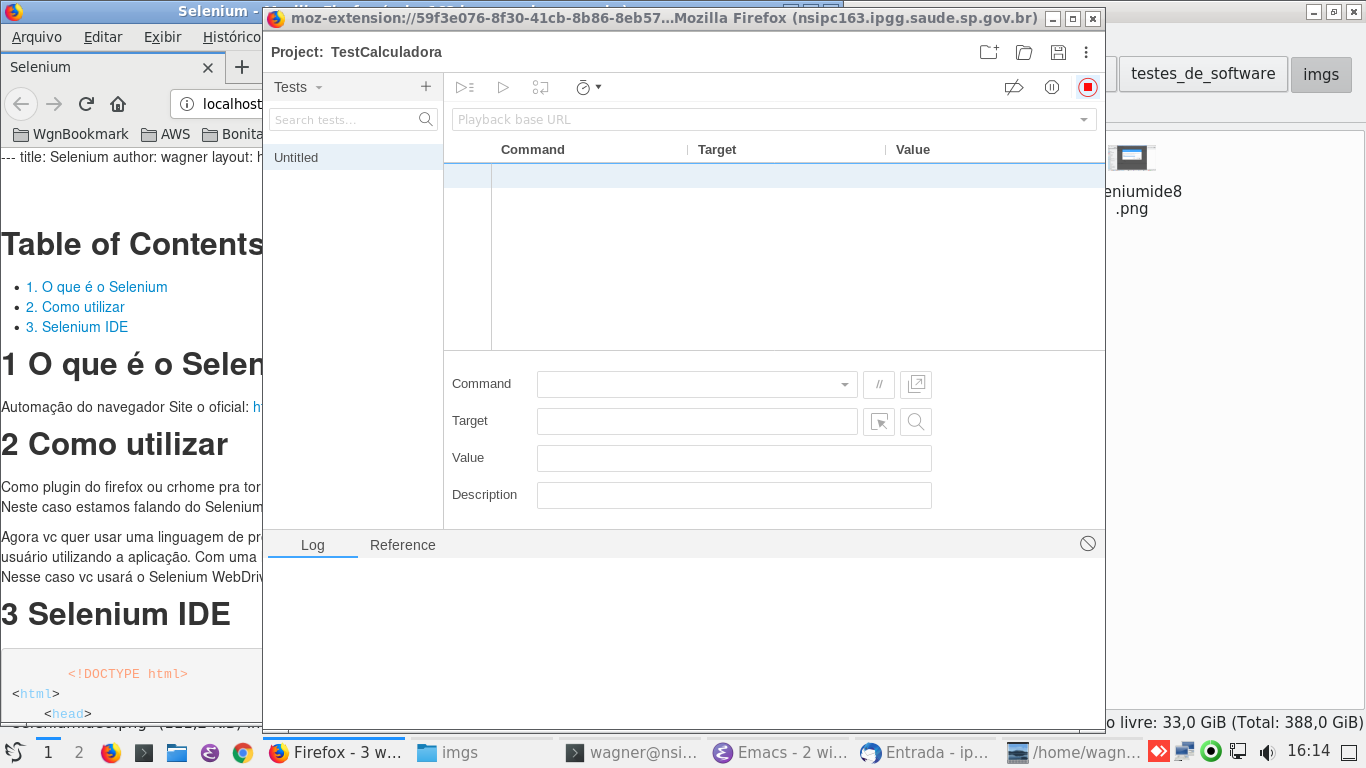 Selenium -
moz-extension://59f3e076-8f30-41cb-8b86-8eb57…Mozilla Firefox (nsipc163.ipgg.saude.sp.gov.br)
Arquivo Editar Exibir Histórico
Project: TestCalculadora
Selenium
testes_de_software imgs
Tests
localhost
Search tests...
Playback base URL
WgnBookmark AWS Bonita
Command Target Value
--- title: Selenium author: wagner layout: h
Untitled
eniumide8
.png
Table of Contents
1. O que é o Selenium
2. Como utilizar
3. Selenium IDE
1 O que é o Selen
Command //
Automação do navegador Site o oficial: h
Target
2 Como utilizar
Value
Como plugin do firefox ou crhome pra tor
Description
Neste caso estamos falando do Selenium
Agora vc quer usar uma linguagem de pr
Log Reference
usuário utilizando a aplicação. Com uma
Nesse caso vc usará o Selenium WebDriv
3 Selenium IDE
<!DOCTYPE html>
<html>
<head>
o livre: 33,0 GiB (Total: 388,0 GiB)
1 2 Firefox - 3 w... imgs wagner@nsi... Emacs - 2 wi... Entrada - ip... /home/wagn... 16:14